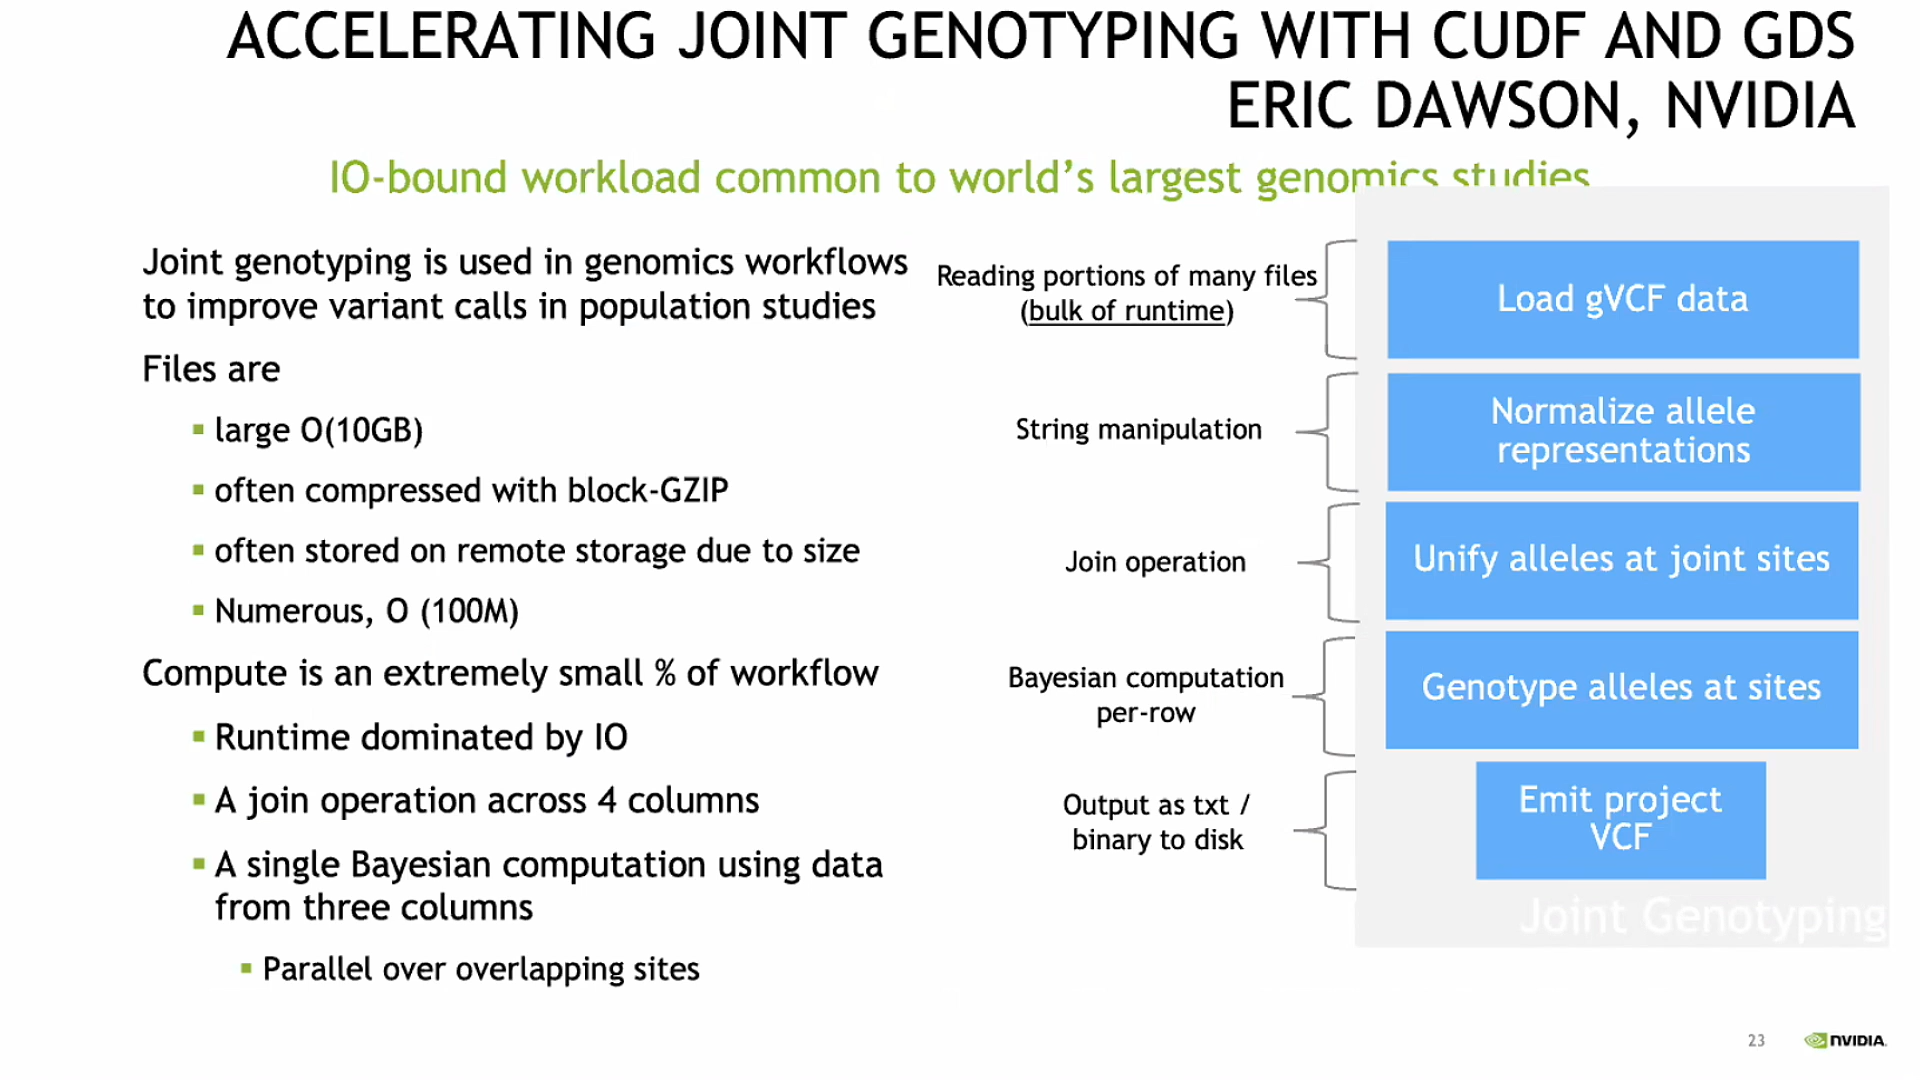 ACCELERATING JOINT GENOTYPING WITH CUDF AND GDS
ERIC DAWSON, NVIDIA
IO-bound workload common to world's largest genomics studies
Joint genotyping is used in genomics workflows
to improve variant calls in population studies
Files are
▪ large O(10GB)
▪ often compressed with block-GZIP
▪ often stored on remote storage due to size
▪ Numerous, O (100M)
Compute is an extremely small % of workflow
▪ Runtime dominated by IO
▪ A join operation across 4 columns
▪ A single Bayesian computation using data
from three columns
▪ Parallel over overlapping sites
Reading portions of many files
(bulk of runtime)
Load gVCF data
String manipulation
Normalize allele
representations
Join operation
Unify alleles at joint sites
Bayesian computation
per-row
Genotype alleles at sites
Output as txt /
binary to disk
Emit project
VCF
Joint Genotyping
23
NVIDIA.